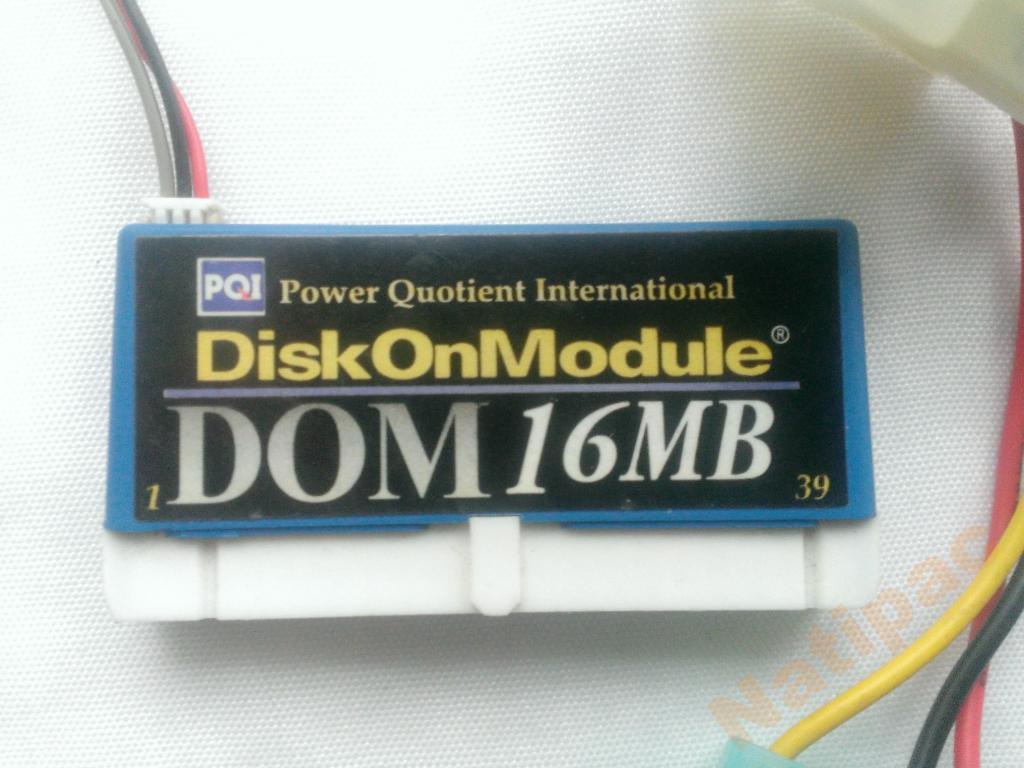 PQI Power Quotient International
DiskOnModule®
DOM 16MB
1 39
Natipac